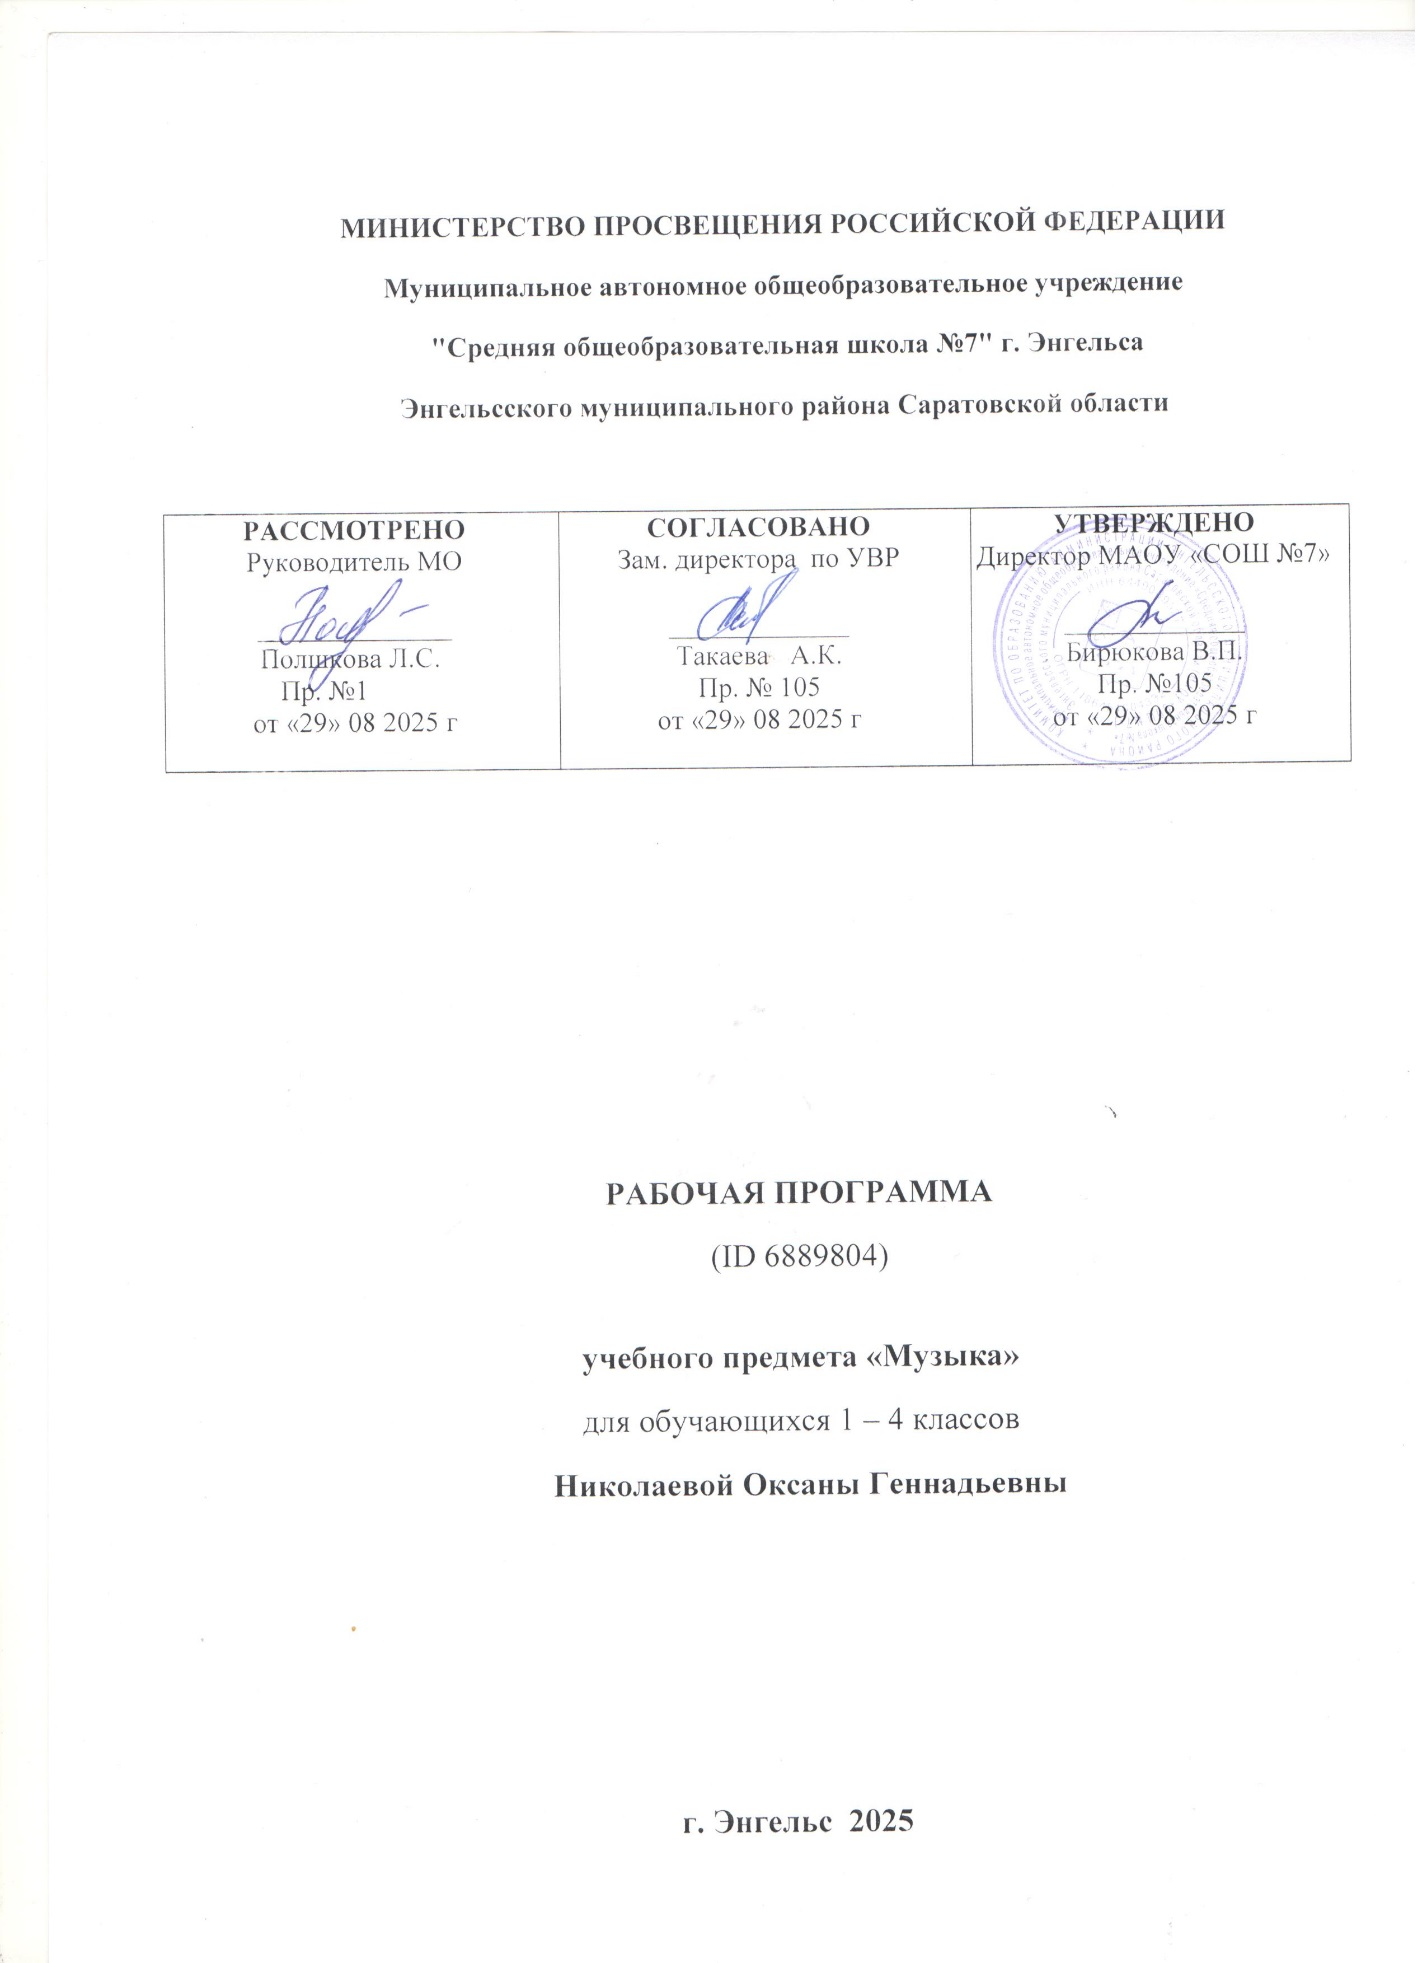 МИНИСТЕРСТВО ПРОСВЕЩЕНИЯ РОССИЙСКОЙ ФЕДЕРАЦИИ
Муниципальное автономное общеобразовательное учреждение
"Средняя общеобразовательная школа №7" г. Энгельса
Энгельсского муниципального района Саратовской области
РАССМОТРЕНО
Руководитель МО
Полшкова Л.С.
Пр. №1
от «29» 08 2025 г
СОГЛАСОВАНО
Зам. директора по УВР
Такаева А.К.
Пр. № 105
от «29» 08 2025 г
УТВЕРЖДЕНО
Директор МАОУ «СОШ №7»
Бирюкова В.П.
Пр. №105
от «29» 08 2025 г
РАБОЧАЯ ПРОГРАММА
(ID 6889804)
учебного предмета «Музыка»
для обучающихся 1 – 4 классов
Николаевой Оксаны Геннадьевны
г. Энгельс 2025